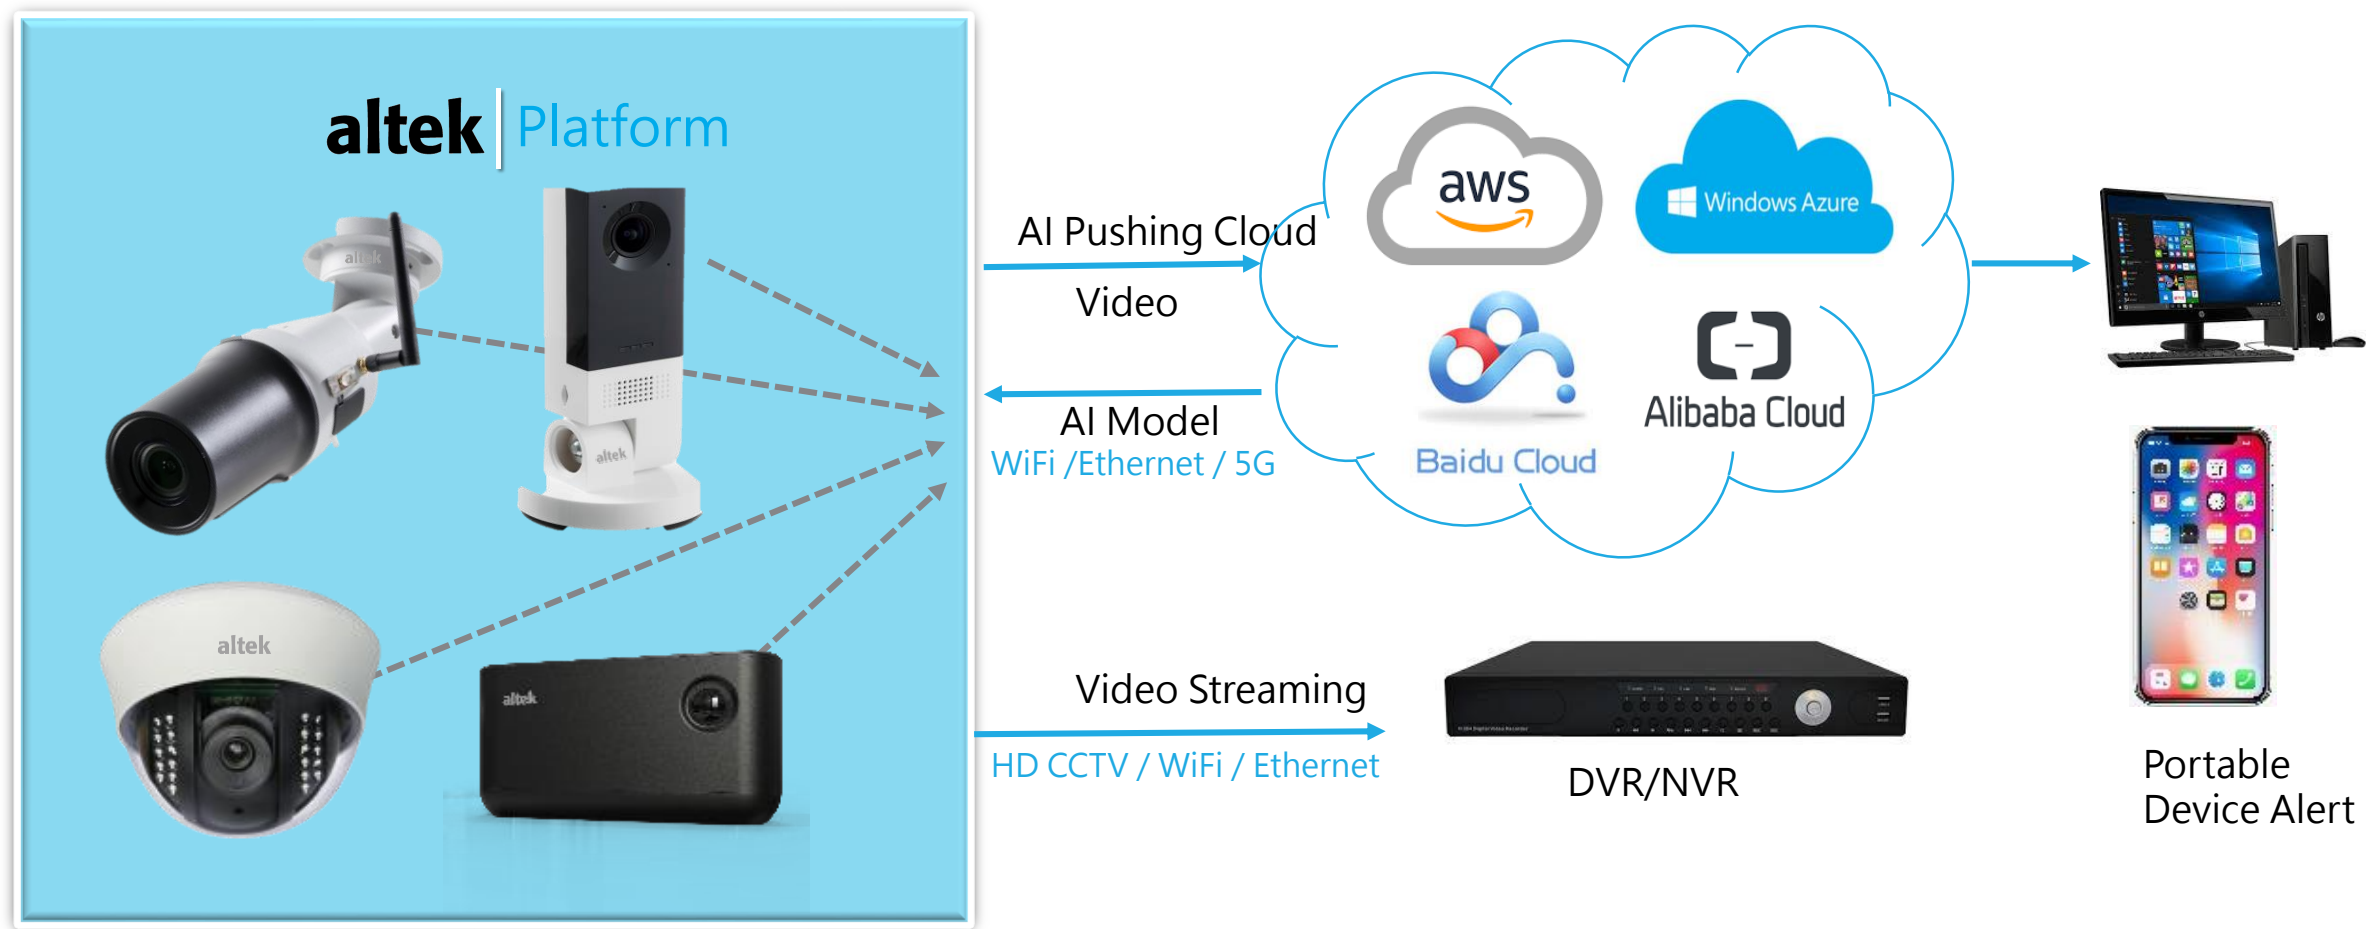 altek Platform
altek
altek
altek
altek
AI Pushing Cloud
Video
AI Model
WiFi /Ethernet / 5G
aws
Windows Azure
Baidu Cloud
Alibaba Cloud
Video Streaming
HD CCTV / WiFi / Ethernet
DVR/NVR
Portable
Device Alert